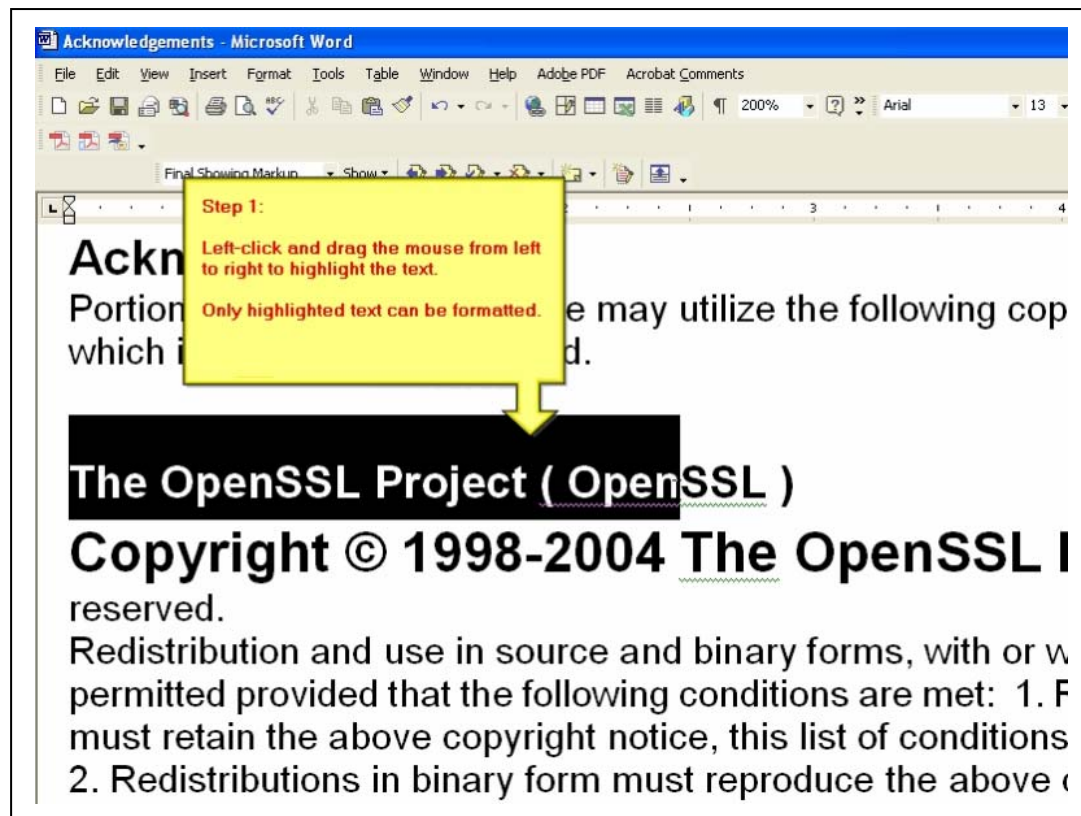 Acknowledgements - Microsoft Word
File Edit View Insert Format Tools Table Window Help Adobe PDF Acrobat Comments
200% Arial 13
Final Showing Markup Show
Step 1:
Left-click and drag the mouse from left
to right to highlight the text.
Only highlighted text can be formatted.
3 4
Ackn
Portion e may utilize the following cop
which i d.
The OpenSSL Project ( OpenSSL )
Copyright © 1998-2004 The OpenSSL
reserved.
Redistribution and use in source and binary forms, with or w
permitted provided that the following conditions are met: 1. R
must retain the above copyright notice, this list of conditions
2. Redistributions in binary form must reproduce the above c